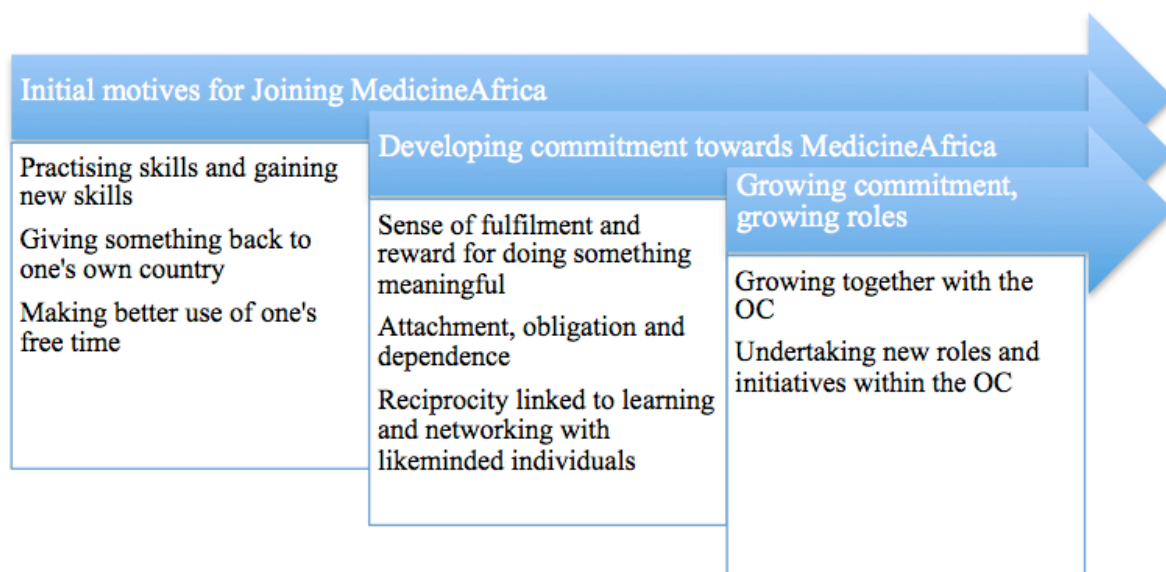 Initial motives for Joining MedicineAfrica
Practising skills and gaining
new skills
Giving something back to
one's own country
Making better use of one's
free time
Developing commitment towards MedicineAfrica
Sense of fulfilment and
reward for doing something
meaningful
Attachment, obligation and
dependence
Reciprocity linked to learning
and networking with
likeminded individuals
Growing commitment,
growing roles
Growing together with the
OC
Undertaking new roles and
initiatives within the OC